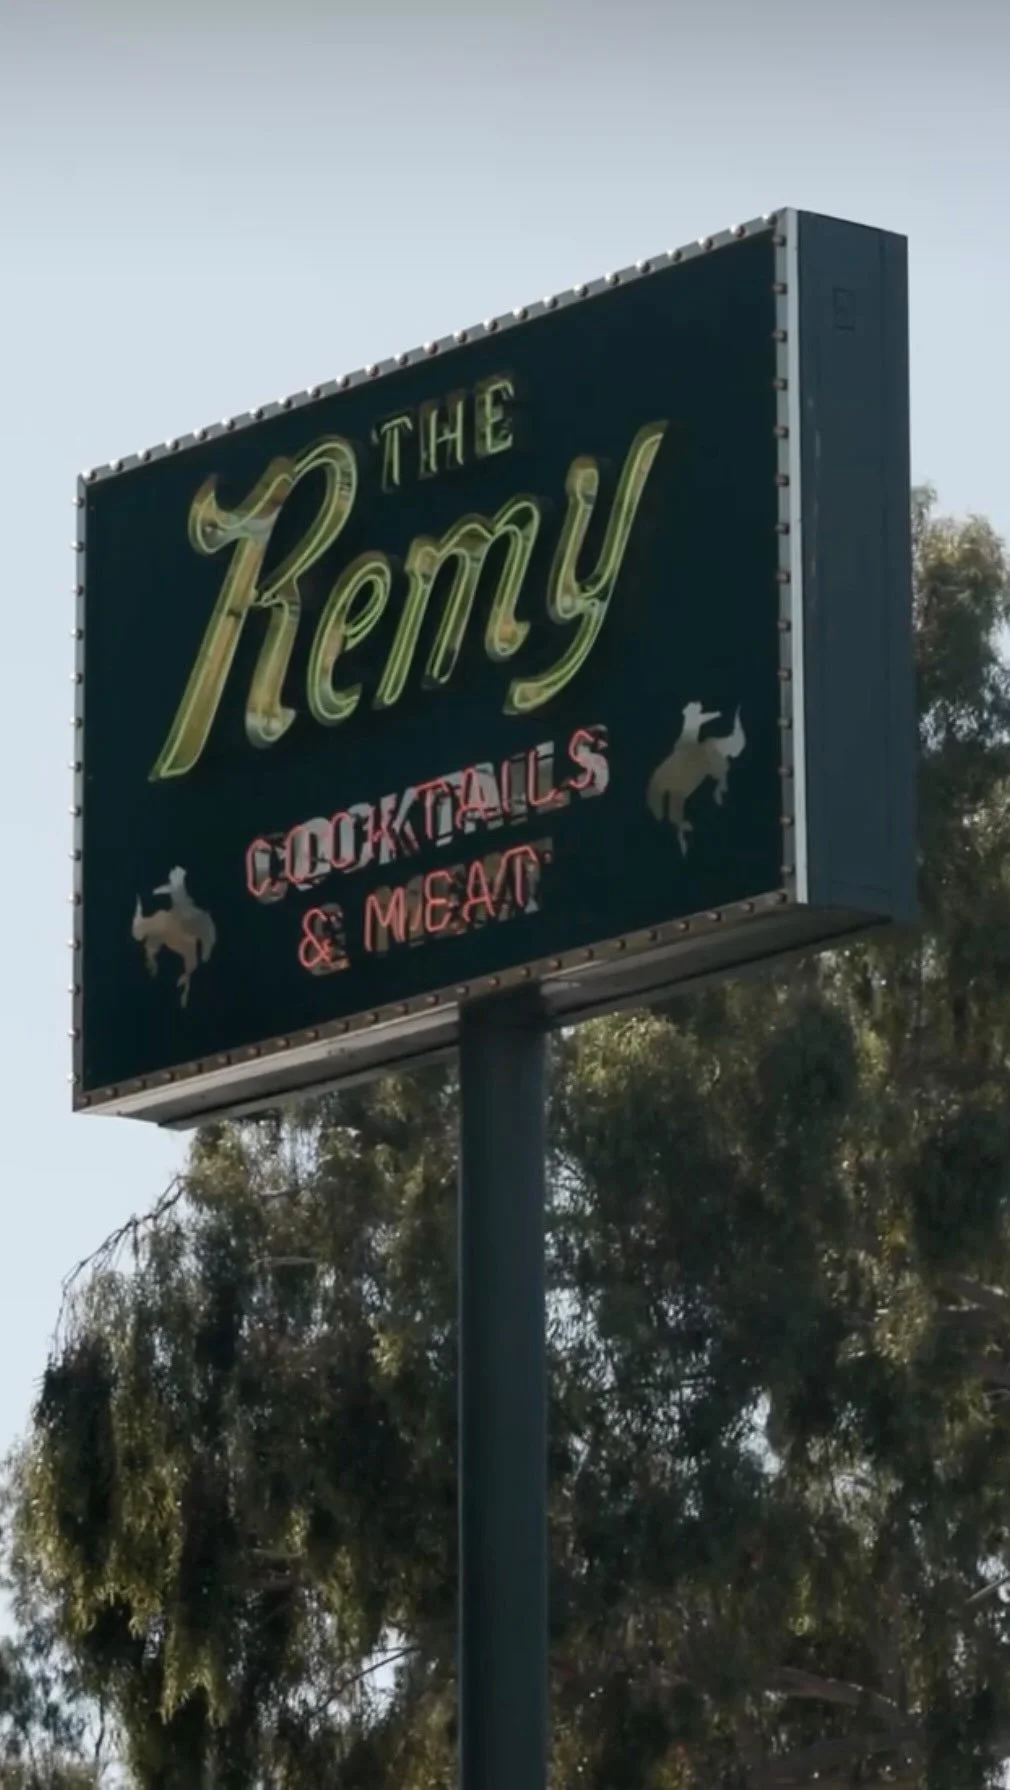 THE
Remy
COCKTAILS
& MEAT